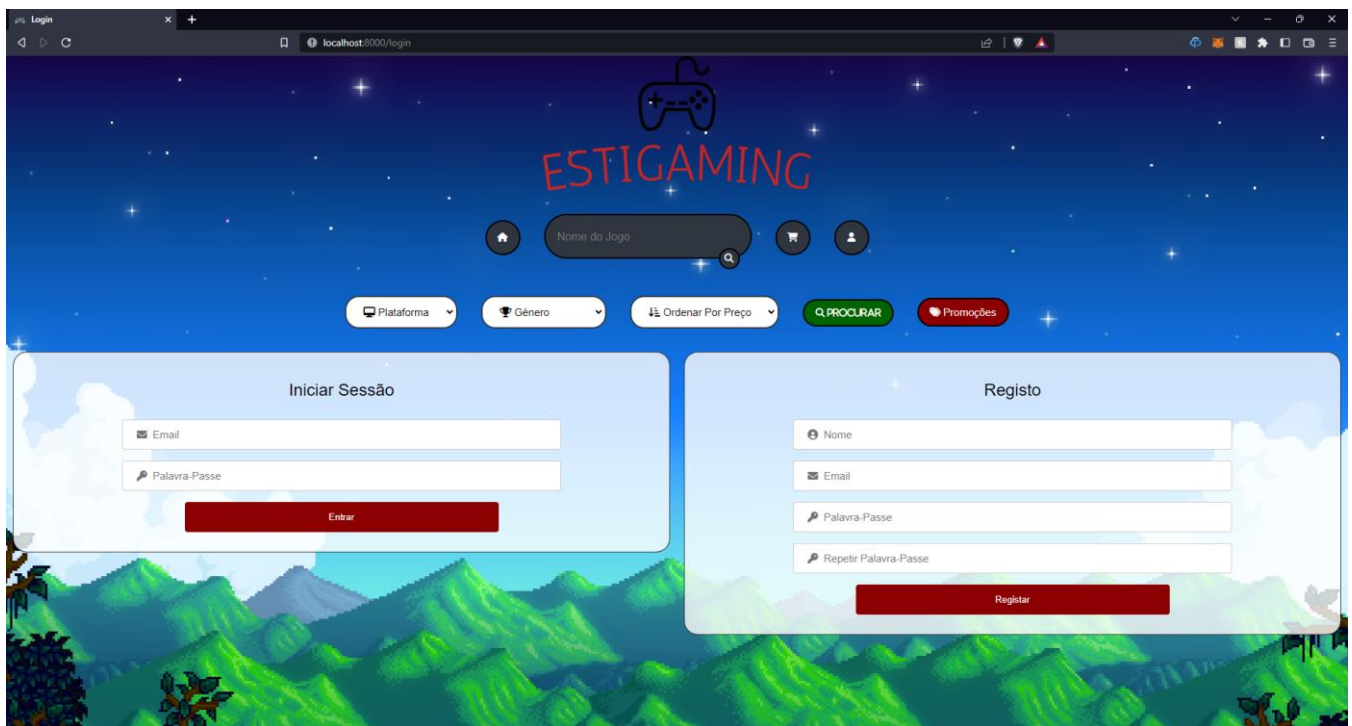 Login
localhost:8000/login
ESTIGAMING
Nome do Jogo
Plataforma
Gênero
Ordenar Por Preço
PROCURAR
Promoções
Iniciar Sessão
Email
Palavra-Passe
Entrar
Registo
Nome
Email
Palavra-Passe
Repetir Palavra-Passe
Registar